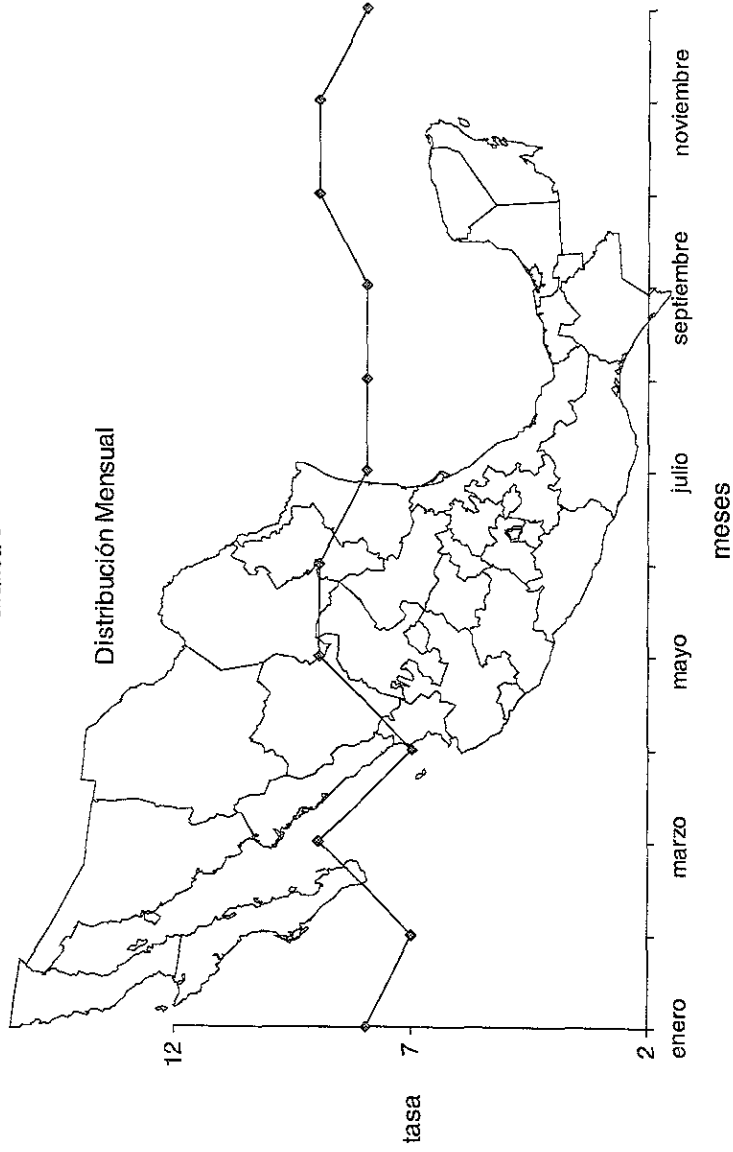 Distribución Mensual
12
7
2
tasa
enero
marzo
mayo
julio
septiembre
noviembre
meses